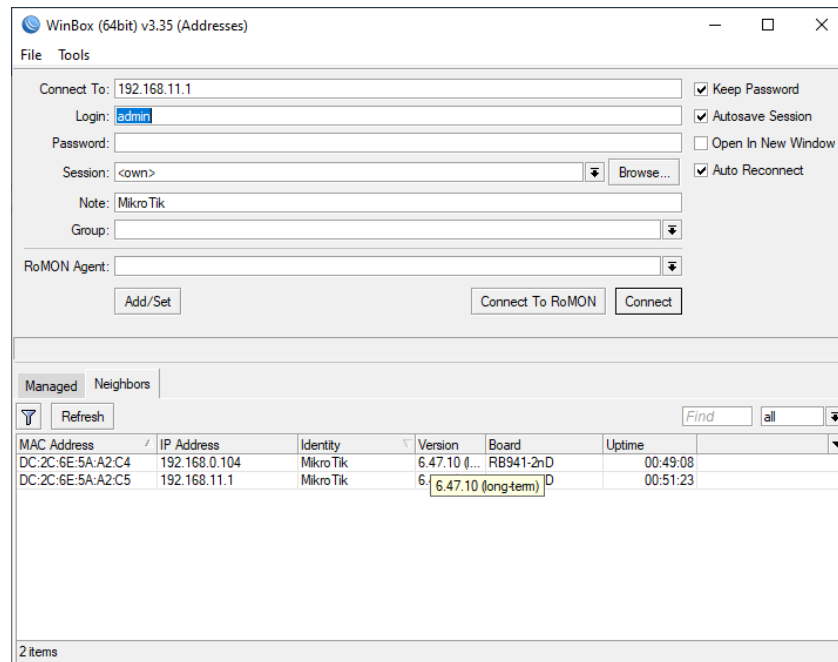 WinBox (64bit) v3.35 (Addresses)
File Tools
Connect To: 192.168.11.1
Keep Password
Login: admin
Autosave Session
Password:
Open In New Window
Session: <own> Browse...
Auto Reconnect
Note: MikroTik
Group:
RoMON Agent:
Add/Set Connect To RoMON Connect
Managed Neighbors
Refresh Find all
MAC Address IP Address Identity Version Board Uptime
DC:2C:6E:5A:A2:C4 192.168.0.104 MikroTik 6.47.10 (l... RB941-2nD 00:49:08
DC:2C:6E:5A:A2:C5 192.168.11.1 MikroTik 6. D 00:51:23
6.47.10 (long-term)
2 items